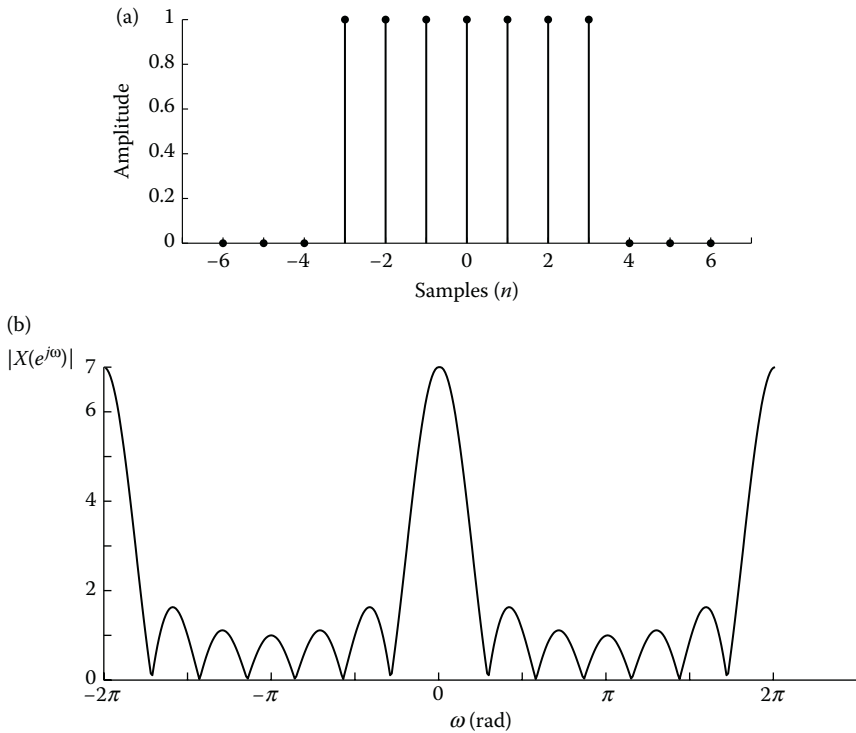 (a)
1
0.8
0.6
0.4
0.2
0
Amplitude
−6
−4
−2
0
2
4
6
Samples (n)
(b)
|X(e^{jω})|
7
6
4
2
0
−2π
−π
0
π
2π
ω (rad)